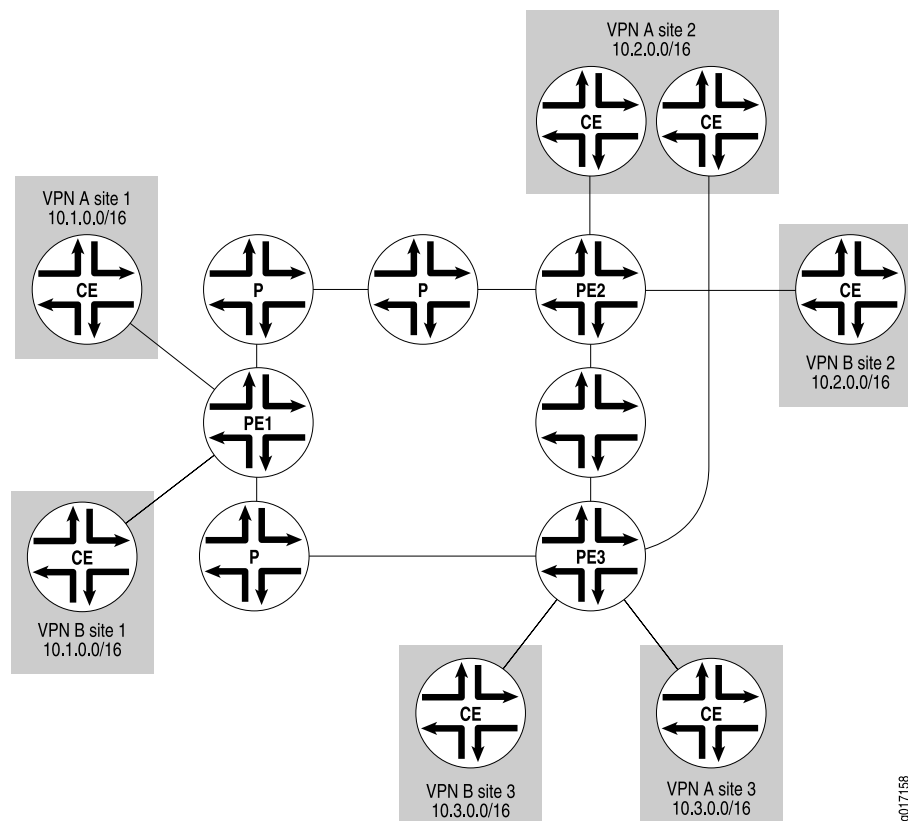 VPN A site 2
10.2.0.0/16
CE
CE
VPN A site 1
10.1.0.0/16
CE
P
P
PE2
CE
VPN B site 2
10.2.0.0/16
PE1
CE
VPN B site 1
10.1.0.0/16
P
PE3
CE
VPN B site 3
10.3.0.0/16
CE
VPN A site 3
10.3.0.0/16
g017158